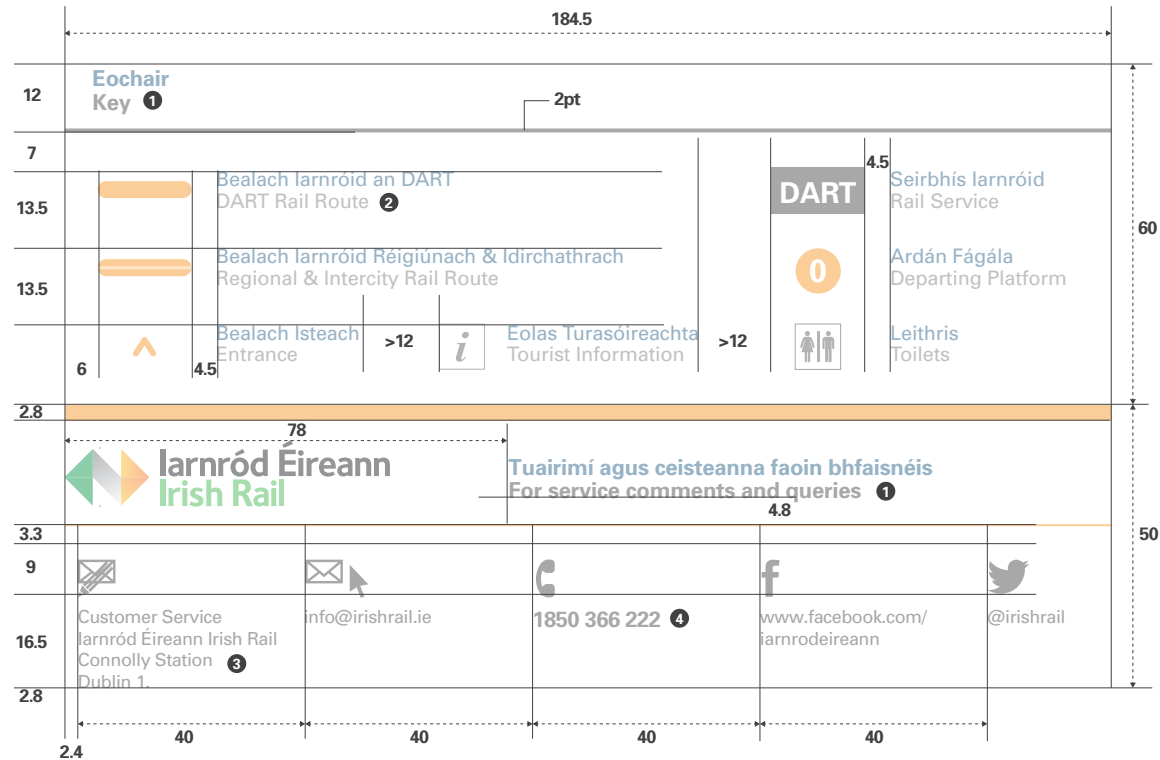 184.5
Eochair
12
Key 1
2pt
7
4.5
Bealach Iarnróid an DART
DART
Seirbhís Iarnróid
DART Rail Route 2
Rail Service
13.5
60
Bealach Iarnróid Réigiúnach & Idirchathrach
0
Ardán Fágála
Regional & Intercity Rail Route
Departing Platform
13.5
Bealach Isteach
>12
i
Eolas Turasóireachta
>12
Leithris
Entrance
Tourist Information
Toilets
6
4.5
2.8
78
Iarnród Éireann
Tuairimí agus ceisteanna faoin bhfaisnéis
Irish Rail
For service comments and queries 1
4.8
3.3
50
9
f
Customer Service
info@irishrail.ie
1850 366 222 4
www.facebook.com/
@irishrail
16.5
Iarnród Éireann Irish Rail
iarnrodeireann
Connolly Station 3
Dublin 1.
2.8
40
40
40
40
2.4